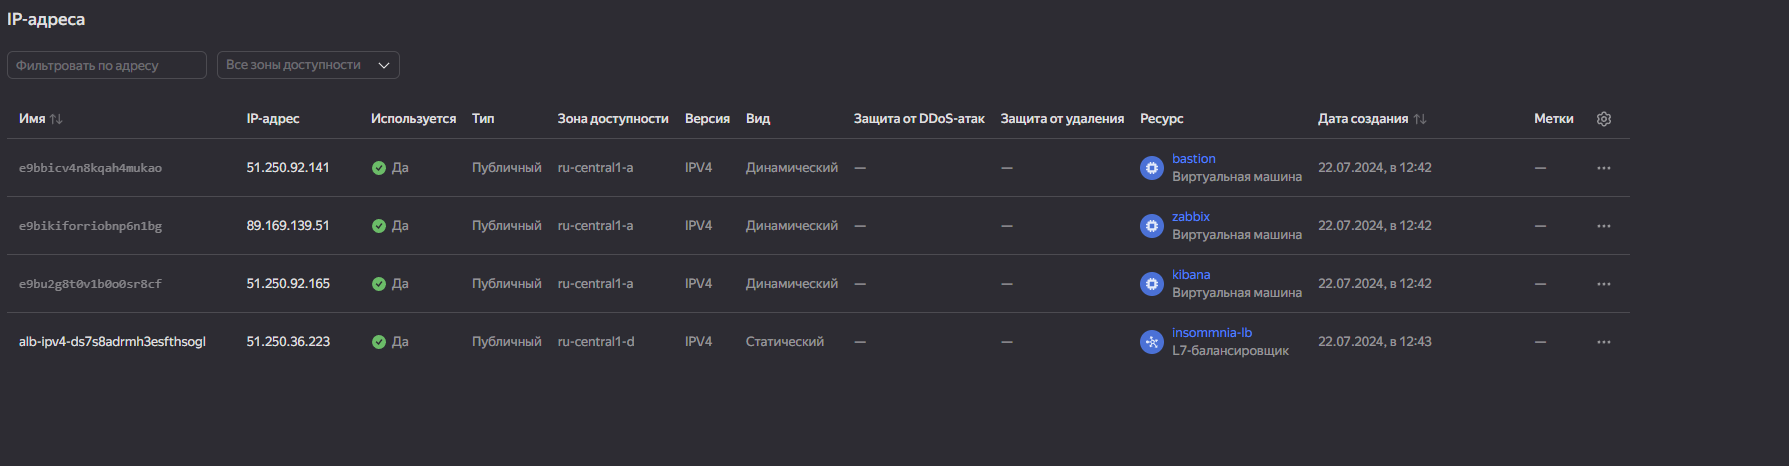 IP-адреса
Фильтровать по адресу Все зоны доступности
Имя IP-адрес Используется Тип Зона доступности Версия Вид Защита от DDoS-атак Защита от удаления Ресурс Дата создания Метки
e9bbicv4n8kqah4mukao 51.250.92.141 Да Публичный ru-central1-a IPV4 Динамический — — bastion 22.07.2024, в 12:42 —
Виртуальная машина
e9bikiforriobnp6n1bg 89.169.139.51 Да Публичный ru-central1-a IPV4 Динамический — — zabbix 22.07.2024, в 12:42 —
Виртуальная машина
e9bu2g8t0v1b0o0sr8cf 51.250.92.165 Да Публичный ru-central1-a IPV4 Динамический — — kibana 22.07.2024, в 12:42 —
Виртуальная машина
alb-ipv4-ds7s8adrmh3esfthsogl 51.250.36.223 Да Публичный ru-central1-d IPV4 Статический — — insommnia-lb 22.07.2024, в 12:43 —
L7-балансировщик